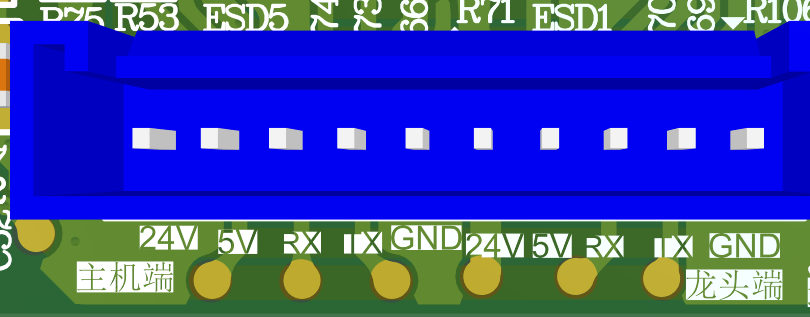 R75 R53 ESD5 74 73 66 R71 ESD1 70 69 R106
24V 5V RX TX GND 24V 5V RX TX GND
主机端 龙头端